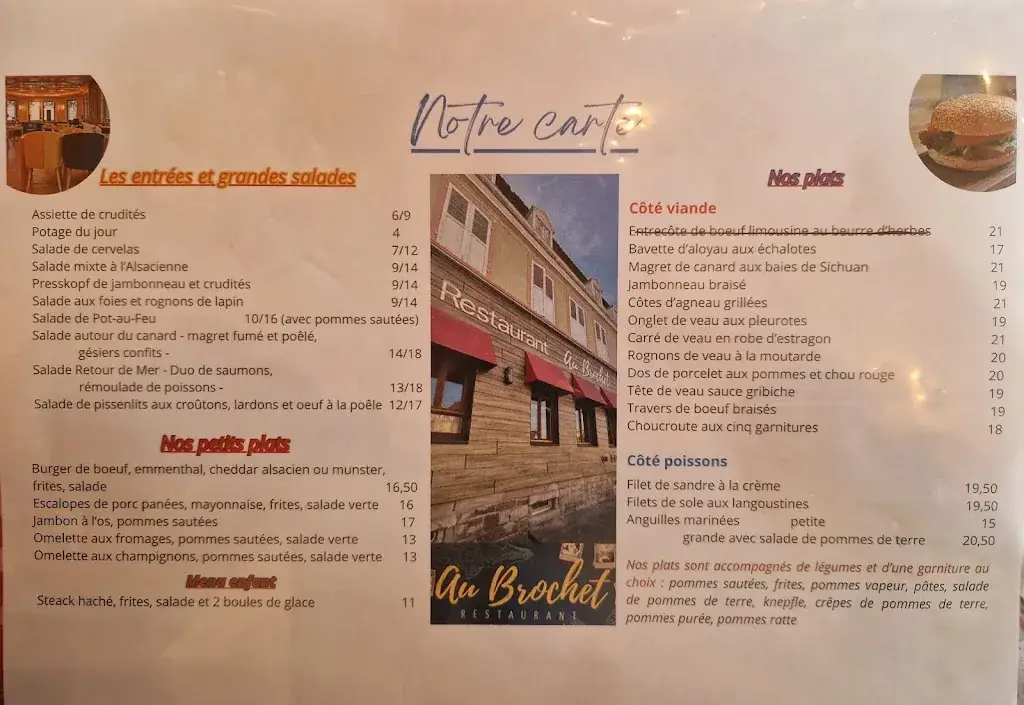 Notre carte
Les entrées et grandes salades
Assiette de crudités 6/9
Potage du jour 4
Salade de cervelas 7/12
Salade mixte à l'Alsacienne 9/14
Presskopf de jambonneau et crudités 9/14
Salade aux foies et rognons de lapin 9/14
Salade de Pot-au-Feu 10/16 (avec pommes sautées)
Salade autour du canard - magret fumé et poêlé,
gésiers confits - 14/18
Salade Retour de Mer - Duo de saumons,
rémoulade de poissons - 13/18
Salade de pissenlits aux croûtons, lardons et oeuf à la poêle 12/17
Nos petits plats
Burger de boeuf, emmenthal, cheddar alsacien ou munster,
frites, salade 16,50
Escalopes de porc panées, mayonnaise, frites, salade verte 16
Jambon à l'os, pommes sautées 17
Omelette aux fromages, pommes sautées, salade verte 13
Omelette aux champignons, pommes sautées, salade verte 13
Menu enfant
Steack haché, frites, salade et 2 boules de glace 11
Restaurant Au Brochet
Au Brochet
RESTAURANT
Nos plats
Côté viande
Entrecôte de boeuf limousine au beurre d'herbes 21
Bavette d'aloyau aux échalotes 17
Magret de canard aux baies de Sichuan 21
Jambonneau braisé 19
Côtes d'agneau grillées 21
Onglet de veau aux pleurotes 19
Carré de veau en robe d'estragon 21
Rognons de veau à la moutarde 20
Dos de porcelet aux pommes et chou rouge 20
Tête de veau sauce gribiche 19
Travers de boeuf braisés 19
Choucroute aux cinq garnitures 18
Côté poissons
Filet de sandre à la crème 19,50
Filets de sole aux langoustines 19,50
Anguilles marinées petite 15
grande avec salade de pommes de terre 20,50
Nos plats sont accompagnés de légumes et d'une garniture au
choix : pommes sautées, frites, pommes vapeur, pâtes, salade
de pommes de terre, knepfle, crêpes de pommes de terre,
pommes purée, pommes ratte